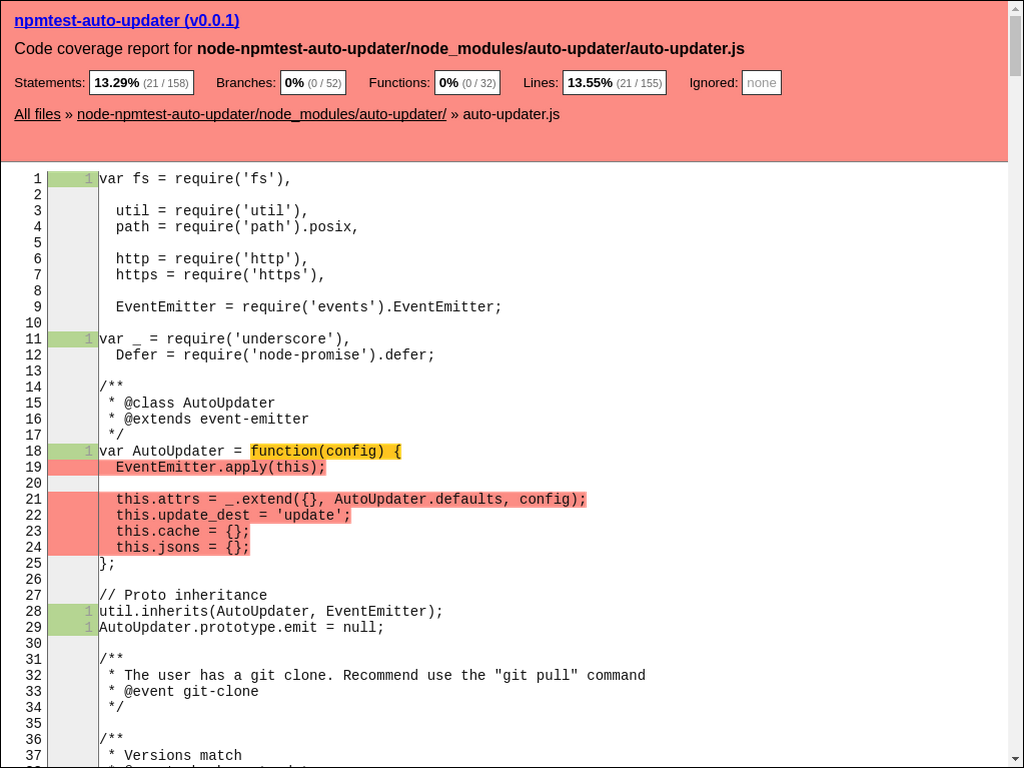 npmtest-auto-updater (v0.0.1)
Code coverage report for node-npmtest-auto-updater/node_modules/auto-updater/auto-updater.js
Statements: 13.29% (21 / 158) Branches: 0% (0 / 52) Functions: 0% (0 / 32) Lines: 13.55% (21 / 155) Ignored: none
All files » node-npmtest-auto-updater/node_modules/auto-updater/ » auto-updater.js
1 1 var fs = require('fs'),
2
3 util = require('util'),
4 path = require('path').posix,
5
6 http = require('http'),
7 https = require('https'),
8
9 EventEmitter = require('events').EventEmitter;
10
11 1 var _ = require('underscore'),
12 Defer = require('node-promise').defer;
13
14 /**
15 * @class AutoUpdater
16 * @extends event-emitter
17 */
18 1 var AutoUpdater = function(config) {
19 EventEmitter.apply(this);
20
21 this.attrs = _.extend({}, AutoUpdater.defaults, config);
22 this.update_dest = 'update';
23 this.cache = {};
24 this.jsons = {};
25 };
26
27 // Proto inheritance
28 1 util.inherits(AutoUpdater, EventEmitter);
29 1 AutoUpdater.prototype.emit = null;
30
31 /**
32 * The user has a git clone. Recommend use the "git pull" command
33 * @event git-clone
34 */
35
36 /**
37 * Versions match